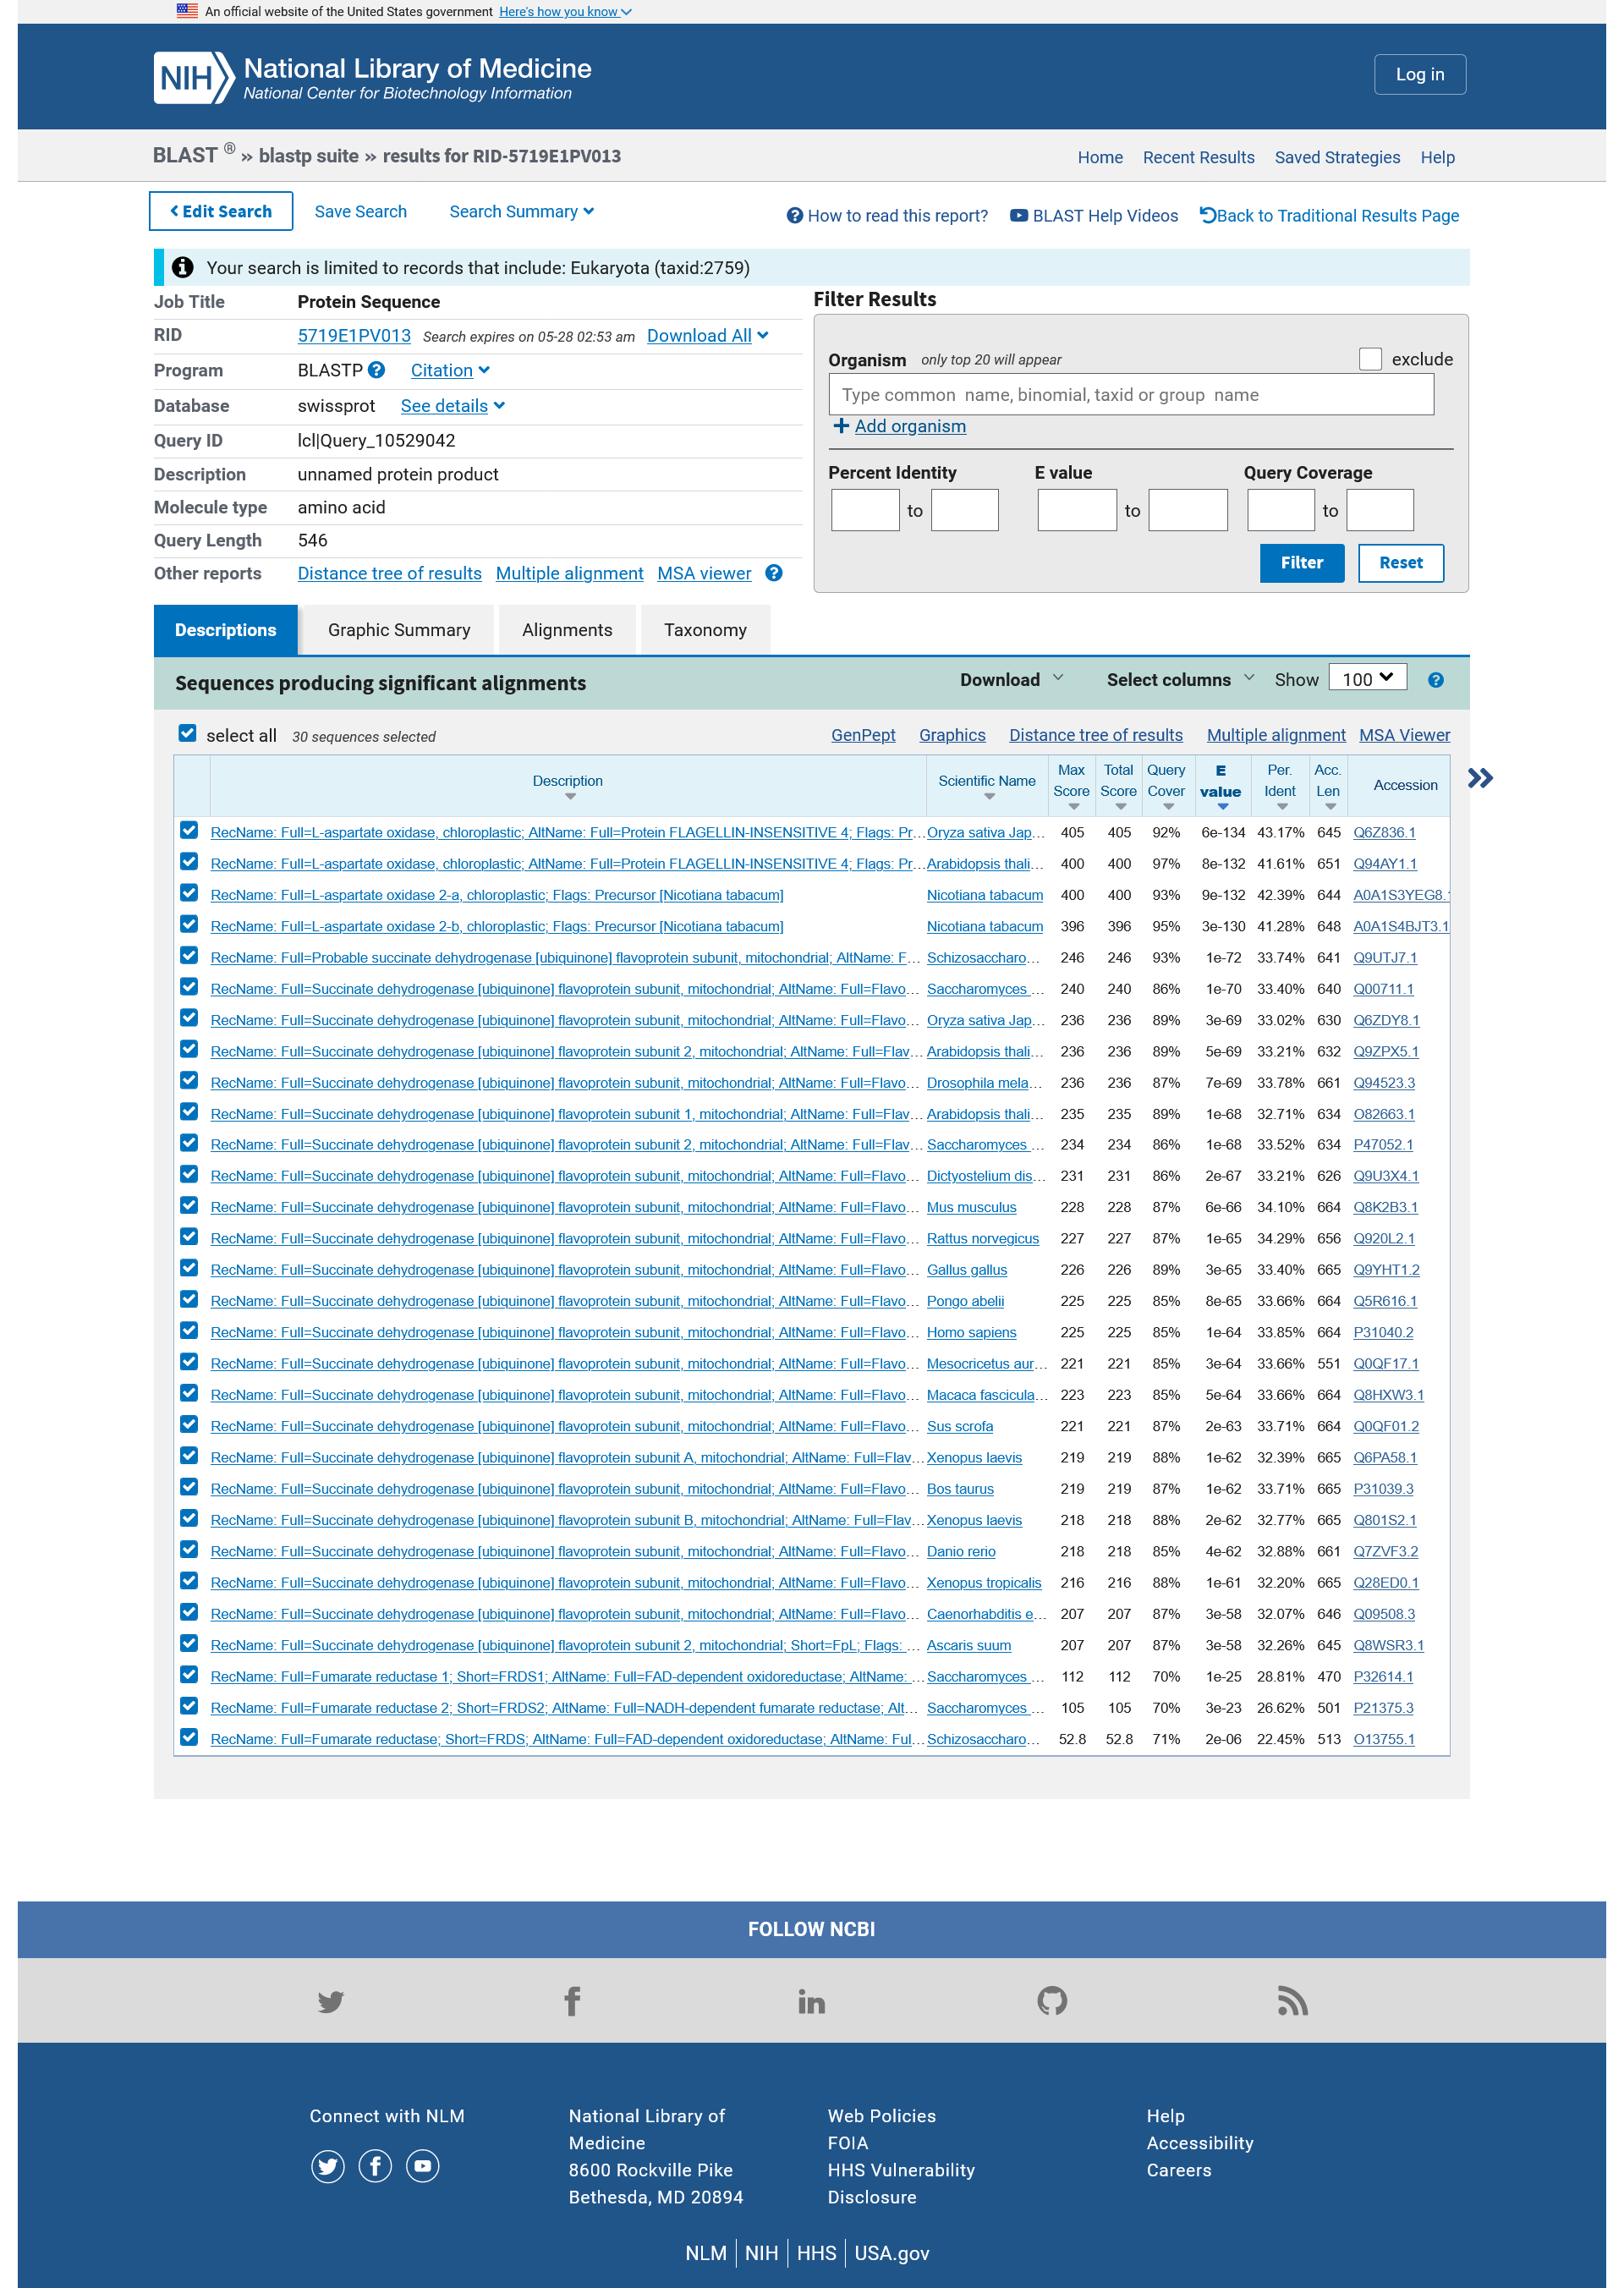 An official website of the United States government Here's how you know
NIH National Library of Medicine
National Center for Biotechnology Information
Log in
BLAST ® » blastp suite » results for RID-5719E1PV013
Home Recent Results Saved Strategies Help
Edit Search Save Search Search Summary
How to read this report? BLAST Help Videos Back to Traditional Results Page
Your search is limited to records that include: Eukaryota (taxid:2759)
Job Title Protein Sequence
RID 5719E1PV013 Search expires on 05-28 02:53 am Download All
Program BLASTP Citation
Database swissprot See details
Query ID lcl|Query_10529042
Description unnamed protein product
Molecule type amino acid
Query Length 546
Other reports Distance tree of results Multiple alignment MSA viewer
Filter Results
Organism only top 20 will appear exclude
Type common name, binomial, taxid or group name
Add organism
Percent Identity E value Query Coverage
to to to
Filter Reset
Descriptions Graphic Summary Alignments Taxonomy
Sequences producing significant alignments Download Select columns Show 100
select all 30 sequences selected GenPept Graphics Distance tree of results Multiple alignment MSA Viewer
Description Scientific Name Max Score Total Score Query Cover E value Per. Ident Acc. Len Accession
RecName: Full=L-aspartate oxidase, chloroplastic; AltName: Full=Protein FLAGELLIN-INSENSITIVE 4; Flags: Pr... Oryza sativa Jap... 405 405 92% 6e-134 43.17% 645 Q6Z836.1
RecName: Full=L-aspartate oxidase, chloroplastic; AltName: Full=Protein FLAGELLIN-INSENSITIVE 4; Flags: Pr... Arabidopsis thali... 400 400 97% 8e-132 41.61% 651 Q94AY1.1
RecName: Full=L-aspartate oxidase 2-a, chloroplastic; Flags: Precursor [Nicotiana tabacum] Nicotiana tabacum 400 400 93% 9e-132 42.39% 644 A0A1S3YEG8.1
RecName: Full=L-aspartate oxidase 2-b, chloroplastic; Flags: Precursor [Nicotiana tabacum] Nicotiana tabacum 396 396 95% 3e-130 41.28% 648 A0A1S4BJT3.1
RecName: Full=Probable succinate dehydrogenase [ubiquinone] flavoprotein subunit, mitochondrial; AltName: F... Schizosaccharo... 246 246 93% 1e-72 33.74% 641 Q9UTJ7.1
RecName: Full=Succinate dehydrogenase [ubiquinone] flavoprotein subunit, mitochondrial; AltName: Full=Flavo... Saccharomyces ... 240 240 86% 1e-70 33.40% 640 Q00711.1
RecName: Full=Succinate dehydrogenase [ubiquinone] flavoprotein subunit, mitochondrial; AltName: Full=Flavo... Oryza sativa Jap... 236 236 89% 3e-69 33.02% 630 Q6ZDY8.1
RecName: Full=Succinate dehydrogenase [ubiquinone] flavoprotein subunit 2, mitochondrial; AltName: Full=Flav... Arabidopsis thali... 236 236 89% 5e-69 33.21% 632 Q9ZPX5.1
RecName: Full=Succinate dehydrogenase [ubiquinone] flavoprotein subunit, mitochondrial; AltName: Full=Flavo... Drosophila mela... 236 236 87% 7e-69 33.78% 661 Q94523.3
RecName: Full=Succinate dehydrogenase [ubiquinone] flavoprotein subunit 1, mitochondrial; AltName: Full=Flav... Arabidopsis thali... 235 235 89% 1e-68 32.71% 634 O82663.1
RecName: Full=Succinate dehydrogenase [ubiquinone] flavoprotein subunit 2, mitochondrial; AltName: Full=Flav... Saccharomyces ... 234 234 86% 1e-68 33.52% 634 P47052.1
RecName: Full=Succinate dehydrogenase [ubiquinone] flavoprotein subunit, mitochondrial; AltName: Full=Flavo... Dictyostelium dis... 231 231 86% 2e-67 33.21% 626 Q9U3X4.1
RecName: Full=Succinate dehydrogenase [ubiquinone] flavoprotein subunit, mitochondrial; AltName: Full=Flavo... Mus musculus 228 228 87% 6e-66 34.10% 664 Q8K2B3.1
RecName: Full=Succinate dehydrogenase [ubiquinone] flavoprotein subunit, mitochondrial; AltName: Full=Flavo... Rattus norvegicus 227 227 87% 1e-65 34.29% 656 Q920L2.1
RecName: Full=Succinate dehydrogenase [ubiquinone] flavoprotein subunit, mitochondrial; AltName: Full=Flavo... Gallus gallus 226 226 89% 3e-65 33.40% 665 Q9YHT1.2
RecName: Full=Succinate dehydrogenase [ubiquinone] flavoprotein subunit, mitochondrial; AltName: Full=Flavo... Pongo abelii 225 225 85% 8e-65 33.66% 664 Q5R616.1
RecName: Full=Succinate dehydrogenase [ubiquinone] flavoprotein subunit, mitochondrial; AltName: Full=Flavo... Homo sapiens 225 225 85% 1e-64 33.85% 664 P31040.2
RecName: Full=Succinate dehydrogenase [ubiquinone] flavoprotein subunit, mitochondrial; AltName: Full=Flavo... Mesocricetus aur... 221 221 85% 3e-64 33.66% 551 Q0QF17.1
RecName: Full=Succinate dehydrogenase [ubiquinone] flavoprotein subunit, mitochondrial; AltName: Full=Flavo... Macaca fascicula... 223 223 85% 5e-64 33.66% 664 Q8HXW3.1
RecName: Full=Succinate dehydrogenase [ubiquinone] flavoprotein subunit, mitochondrial; AltName: Full=Flavo... Sus scrofa 221 221 87% 2e-63 33.71% 664 Q0QF01.2
RecName: Full=Succinate dehydrogenase [ubiquinone] flavoprotein subunit A, mitochondrial; AltName: Full=Flav... Xenopus laevis 219 219 88% 1e-62 32.39% 665 Q6PA58.1
RecName: Full=Succinate dehydrogenase [ubiquinone] flavoprotein subunit, mitochondrial; AltName: Full=Flavo... Bos taurus 219 219 87% 1e-62 33.71% 665 P31039.3
RecName: Full=Succinate dehydrogenase [ubiquinone] flavoprotein subunit B, mitochondrial; AltName: Full=Flav... Xenopus laevis 218 218 88% 2e-62 32.77% 665 Q801S2.1
RecName: Full=Succinate dehydrogenase [ubiquinone] flavoprotein subunit, mitochondrial; AltName: Full=Flavo... Danio rerio 218 218 85% 4e-62 32.88% 661 Q7ZVF3.2
RecName: Full=Succinate dehydrogenase [ubiquinone] flavoprotein subunit, mitochondrial; AltName: Full=Flavo... Xenopus tropicalis 216 216 88% 1e-61 32.20% 665 Q28ED0.1
RecName: Full=Succinate dehydrogenase [ubiquinone] flavoprotein subunit, mitochondrial; AltName: Full=Flavo... Caenorhabditis e... 207 207 87% 3e-58 32.07% 646 Q09508.3
RecName: Full=Succinate dehydrogenase [ubiquinone] flavoprotein subunit 2, mitochondrial; Short=FpL; Flags: ... Ascaris suum 207 207 87% 3e-58 32.26% 645 Q8WSR3.1
RecName: Full=Fumarate reductase 1; Short=FRDS1; AltName: Full=FAD-dependent oxidoreductase; AltName: ... Saccharomyces ... 112 112 70% 1e-25 28.81% 470 P32614.1
RecName: Full=Fumarate reductase 2; Short=FRDS2; AltName: Full=NADH-dependent fumarate reductase; Alt... Saccharomyces ... 105 105 70% 3e-23 26.62% 501 P21375.3
RecName: Full=Fumarate reductase; Short=FRDS; AltName: Full=FAD-dependent oxidoreductase; AltName: Ful... Schizosaccharo... 52.8 52.8 71% 2e-06 22.45% 513 O13755.1
FOLLOW NCBI
Connect with NLM
National Library of
Medicine
8600 Rockville Pike
Bethesda, MD 20894
Web Policies
FOIA
HHS Vulnerability
Disclosure
Help
Accessibility
Careers
NLM NIH HHS USA.gov